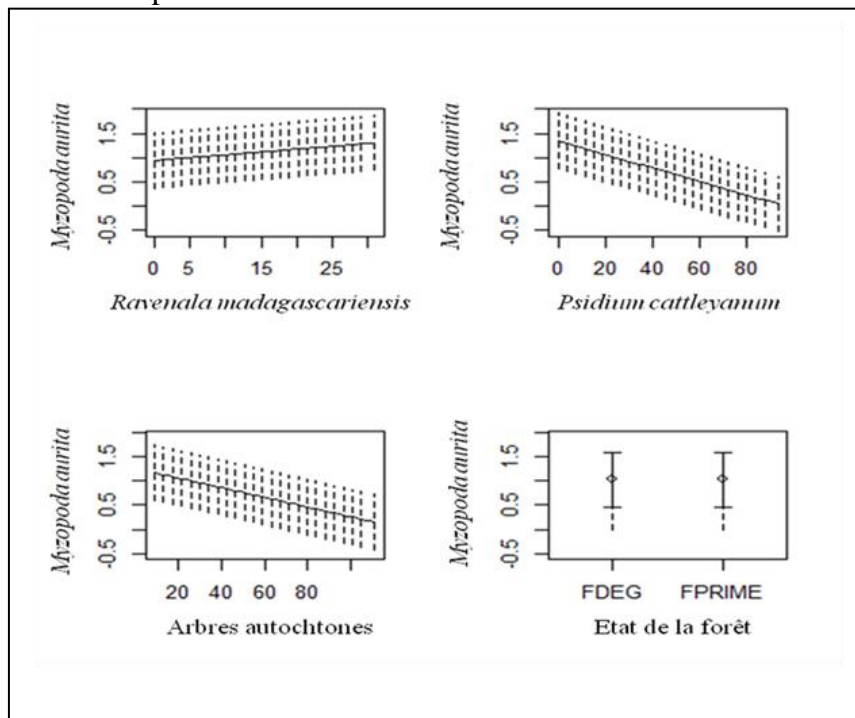 Myzopoda aurita
1.5
0.5
-0.5
0 5 15 25
Ravenala madagascariensis
Myzopoda aurita
1.5
0.5
-0.5
0 20 40 60 80
Psidium cattleyanum
Myzopoda aurita
1.5
0.5
-0.5
20 40 60 80
Arbres autochtones
Myzopoda aurita
1.5
0.5
-0.5
FDEG FPRIME
Etat de la forêt